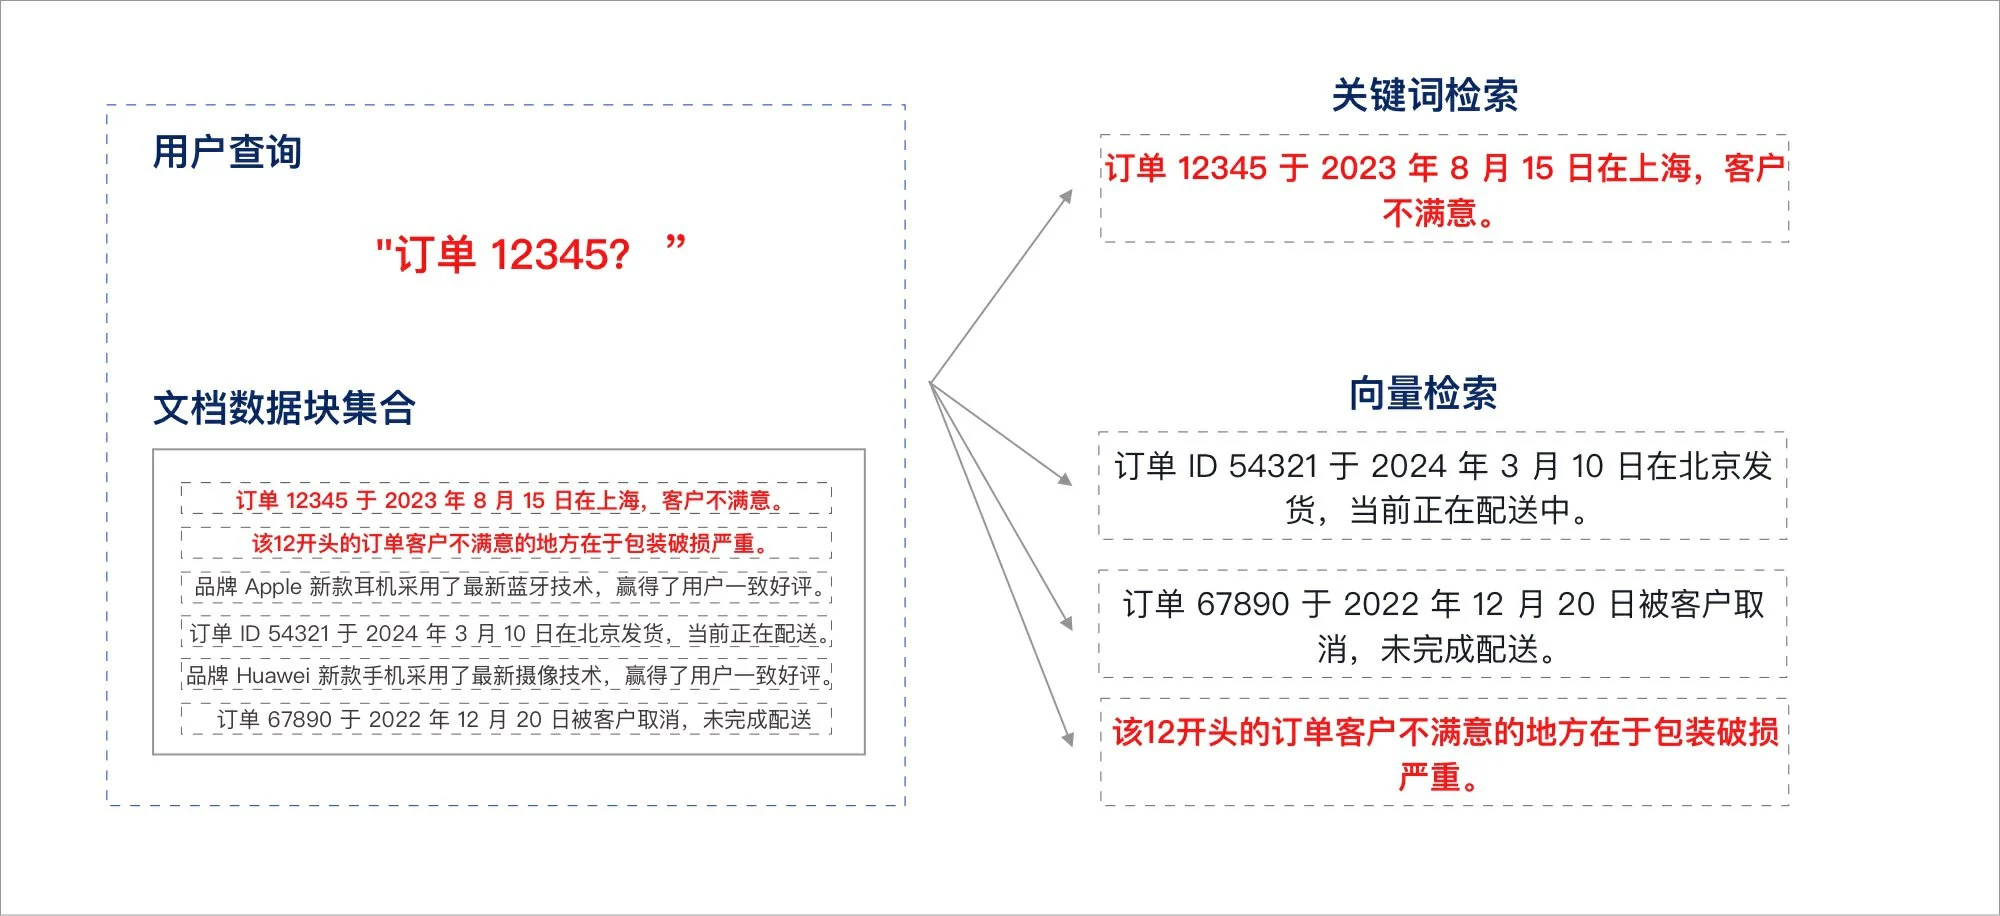 用户查询
"订单 12345？ ”
文档数据块集合
订单 12345 于 2023 年 8 月 15 日在上海，客户不满意。
该12开头的订单客户不满意的地方在于包装破损严重。
品牌 Apple 新款耳机采用了最新蓝牙技术，赢得了用户一致好评。
订单 ID 54321 于 2024 年 3 月 10 日在北京发货，当前正在配送。
品牌 Huawei 新款手机采用了最新摄像技术，赢得了用户一致好评。
订单 67890 于 2022 年 12 月 20 日被客户取消，未完成配送
关键词检索
订单 12345 于 2023 年 8 月 15 日在上海，客户
不满意。
向量检索
订单 ID 54321 于 2024 年 3 月 10 日在北京发
货，当前正在配送中。
订单 67890 于 2022 年 12 月 20 日被客户取
消，未完成配送。
该12开头的订单客户不满意的地方在于包装破损
严重。